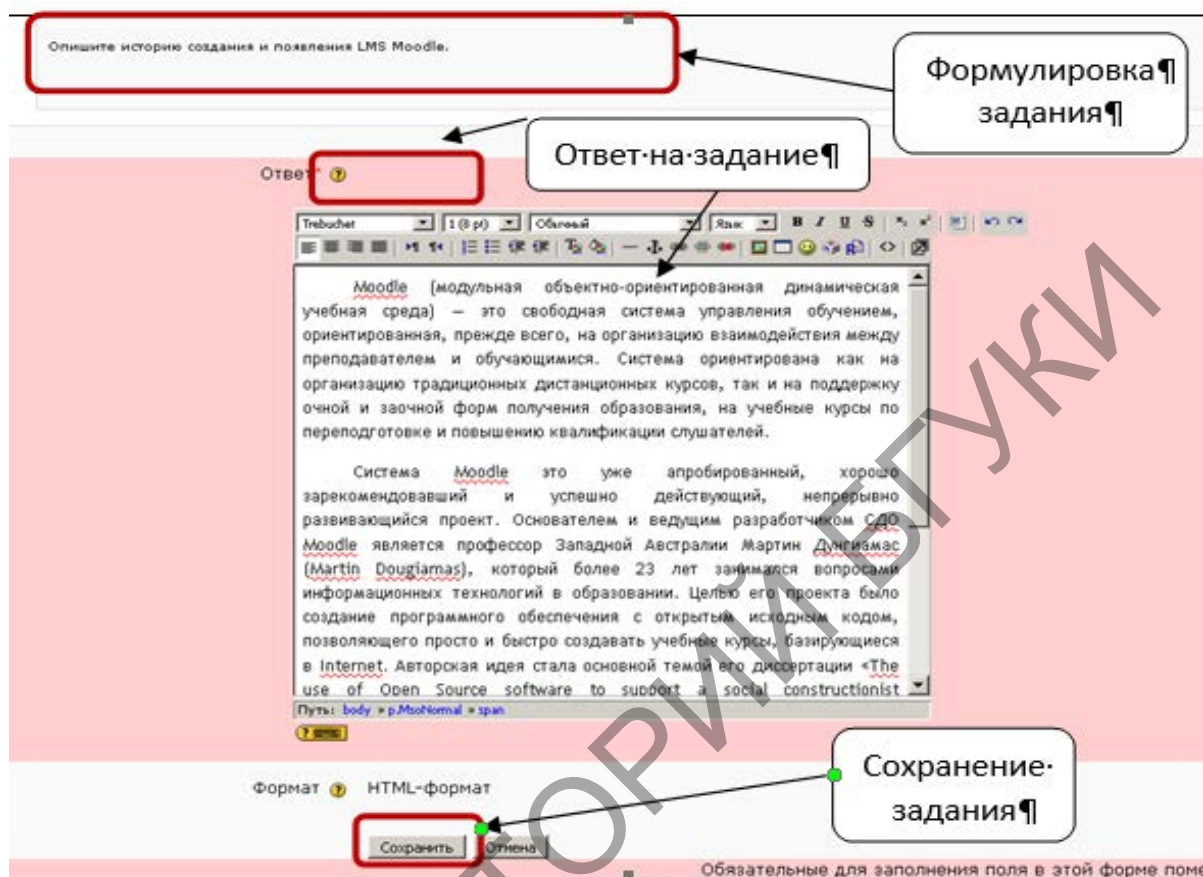 Опишите историю создания и появления LMS Moodle.
Формулировка¶
задания¶
Ответ·на·задание¶
Ответ*
Trebuchet 1 (8 pt) Обычный Язык B I U S
Moodle (модульная объектно-ориентированная динамическая
учебная среда) — это свободная система управления обучением,
ориентированная, прежде всего, на организацию взаимодействия между
преподавателем и обучающимися. Система ориентирована как на
организацию традиционных дистанционных курсов, так и на поддержку
очной и заочной форм получения образования, на учебные курсы по
переподготовке и повышению квалификации слушателей.
Система Moodle это уже апробированный, хорошо
зарекомендовавший и успешно действующий, непрерывно
развивающийся проект. Основателем и ведущим разработчиком СДО
Moodle является профессор Западной Австралии Мартин Дунгиамас
(Martin Dougiamas), который более 23 лет занимался вопросами
информационных технологий в образовании. Целью его проекта было
создание программного обеспечения с открытым исходным кодом,
позволяющего просто и быстро создавать учебные курсы, базирующиеся
в Internet. Авторская идея стала основной темой его диссертации «The
use of Open Source software to support a social constructionist
Путь: body » p.MsoNormal » span
Формат HTML-формат
Сохранение·
задания¶
Сохранить Отмена
Обязательные для заполнения поля в этой форме пом
ТОРИЙ БГУКИ